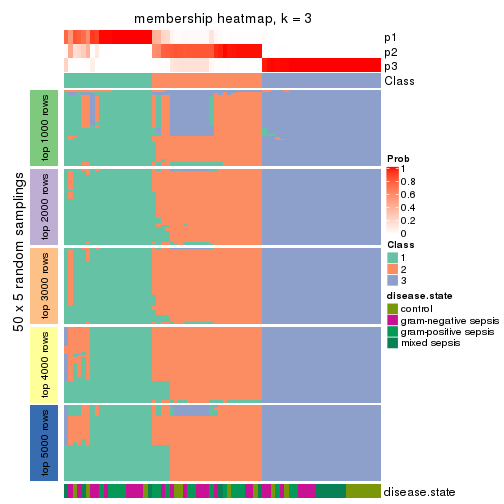 membership heatmap, k = 3
p1
p2
p3
Class
50 x 5 random samplings
top 1000 rows
top 2000 rows
top 3000 rows
top 4000 rows
top 5000 rows
Prob
1
0.8
0.6
0.4
0.2
0
Class
1
2
3
disease.state
control
gram-negative sepsis
gram-positive sepsis
mixed sepsis
disease.state